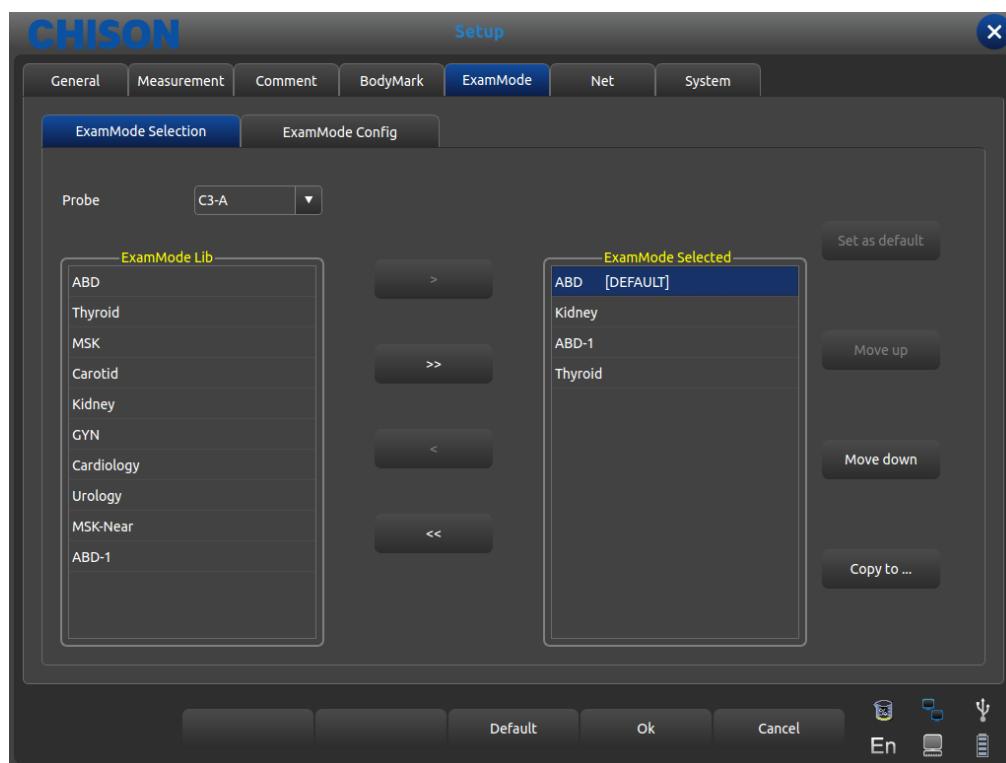 CHISON
Setup
General Measurement Comment BodyMark ExamMode Net System
ExamMode Selection ExamMode Config
Probe C3-A
Set as default
ExamMode Lib
ExamMode Selected
ABD
Thyroid
MSK
Carotid
Kidney
GYN
Cardiology
Urology
MSK-Near
ABD-1
>
>>
<
<<
ABD [DEFAULT]
Kidney
ABD-1
Thyroid
Move up
Move down
Copy to ...
Default Ok Cancel
En